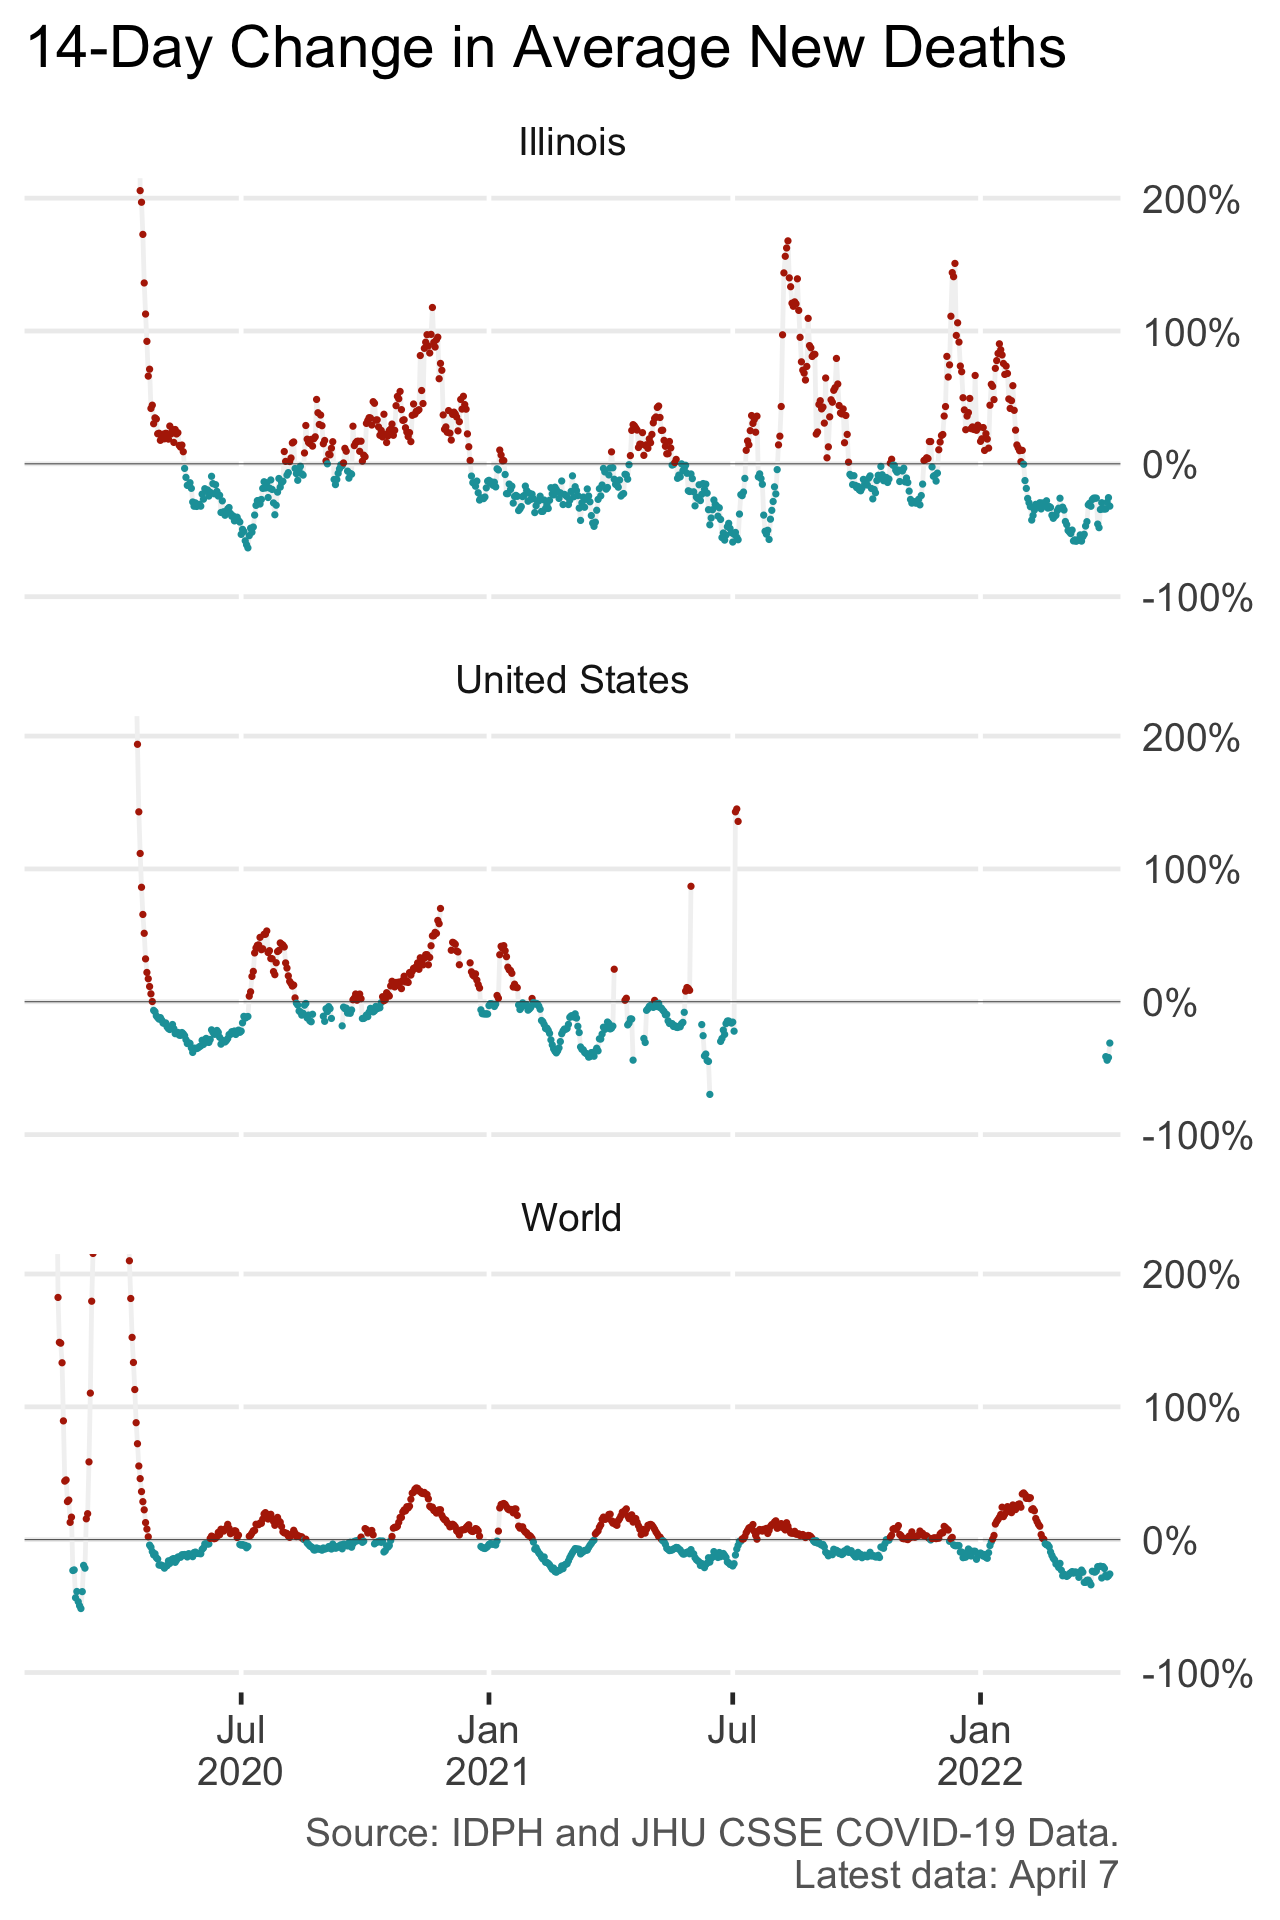 14-Day Change in Average New Deaths
Illinois
200%
100%
0%
-100%
United States
200%
100%
0%
-100%
World
200%
100%
0%
-100%
Jul
2020
Jan
2021
Jul
Jan
2022
Source: IDPH and JHU CSSE COVID-19 Data.
Latest data: April 7